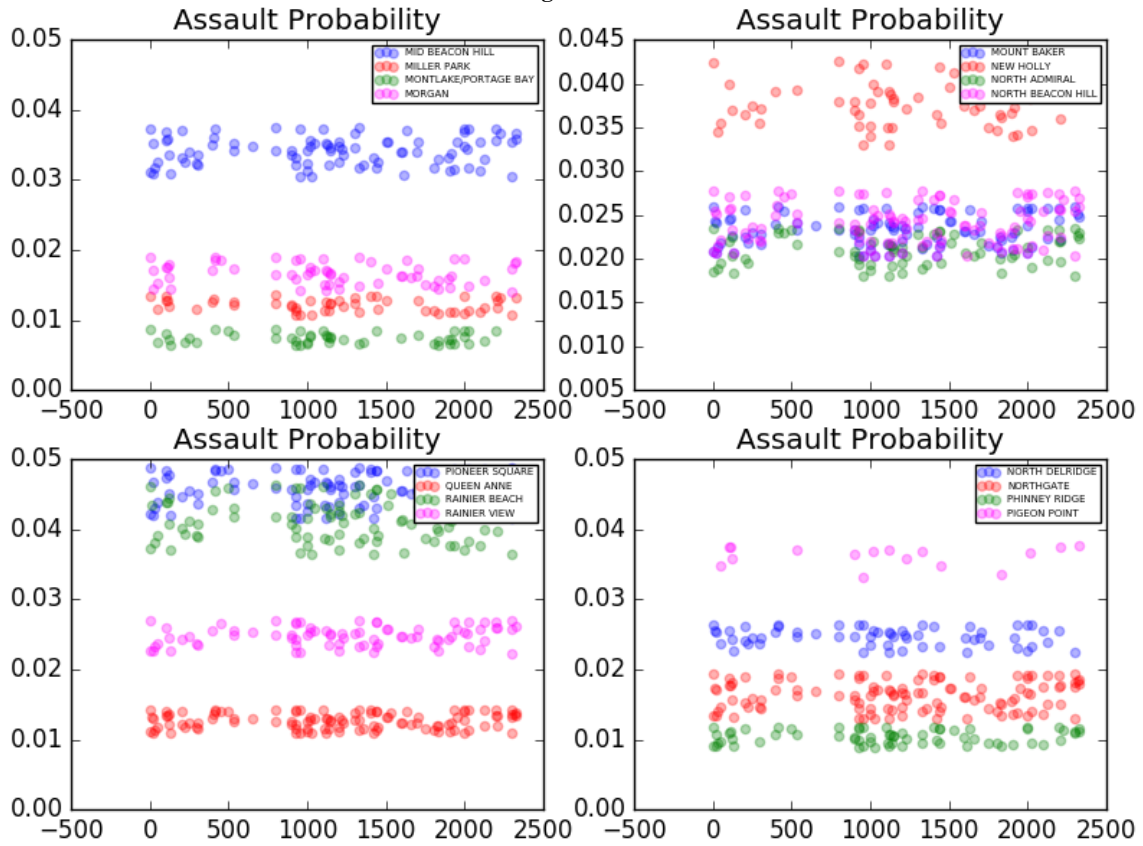 Assault Probability
0.05
0.04
0.03
0.02
0.01
0.00
−500 0 500 1000 1500 2000 2500
MID BEACON HILL
MILLER PARK
MONTLAKE/PORTAGE BAY
MORGAN
Assault Probability
0.045
0.040
0.035
0.030
0.025
0.020
0.015
0.010
0.005
−500 0 500 1000 1500 2000 2500
MOUNT BAKER
NEW HOLLY
NORTH ADMIRAL
NORTH BEACON HILL
Assault Probability
0.05
0.04
0.03
0.02
0.01
0.00
−500 0 500 1000 1500 2000 2500
PIONEER SQUARE
QUEEN ANNE
RAINIER BEACH
RAINIER VIEW
Assault Probability
0.05
0.04
0.03
0.02
0.01
0.00
−500 0 500 1000 1500 2000 2500
NORTH DELRIDGE
NORTHGATE
PHINNEY RIDGE
PIGEON POINT